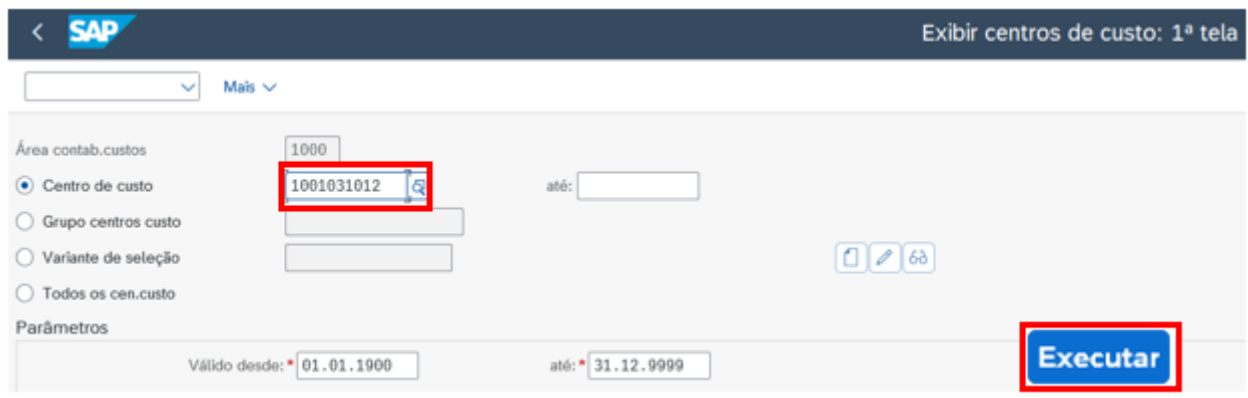 SAP Exibir centros de custo: 1ª tela
Mais
Área contab.custos 1000
Centro de custo 1001031012 até:
Grupo centros custo
Variante de seleção
Todos os cen.custo
Parâmetros
Válido desde:* 01.01.1900 até:* 31.12.9999
Executar